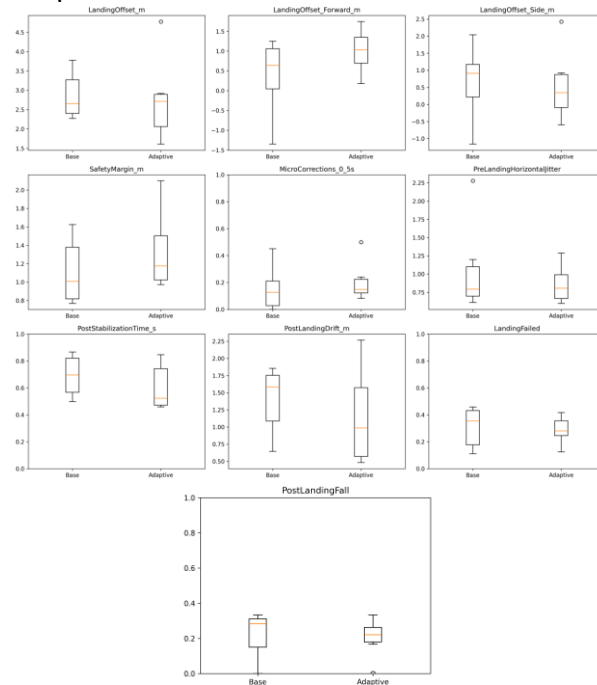 LandingOffset_m
4.5
4.0
3.5
3.0
2.5
2.0
1.5
Base
Adaptive
LandingOffset_Forward_m
1.5
1.0
0.5
0.0
−0.5
−1.0
−1.5
Base
Adaptive
LandingOffset_Side_m
2.5
2.0
1.5
1.0
0.5
0.0
−0.5
−1.0
Base
Adaptive
SafetyMargin_m
2.0
1.8
1.6
1.4
1.2
1.0
0.8
Base
Adaptive
MicroCorrections_0_5s
1.0
0.8
0.6
0.4
0.2
0.0
Base
Adaptive
PreLandingHorizontalJitter
2.25
2.00
1.75
1.50
1.25
1.00
0.75
Base
Adaptive
PostStabilizationTime_s
1.0
0.8
0.6
0.4
0.2
0.0
Base
Adaptive
PostLandingDrift_m
2.25
2.00
1.75
1.50
1.25
1.00
0.75
0.50
Base
Adaptive
LandingFailed
1.0
0.8
0.6
0.4
0.2
0.0
Base
Adaptive
PostLandingFall
1.0
0.8
0.6
0.4
0.2
0.0
Base
Adaptive